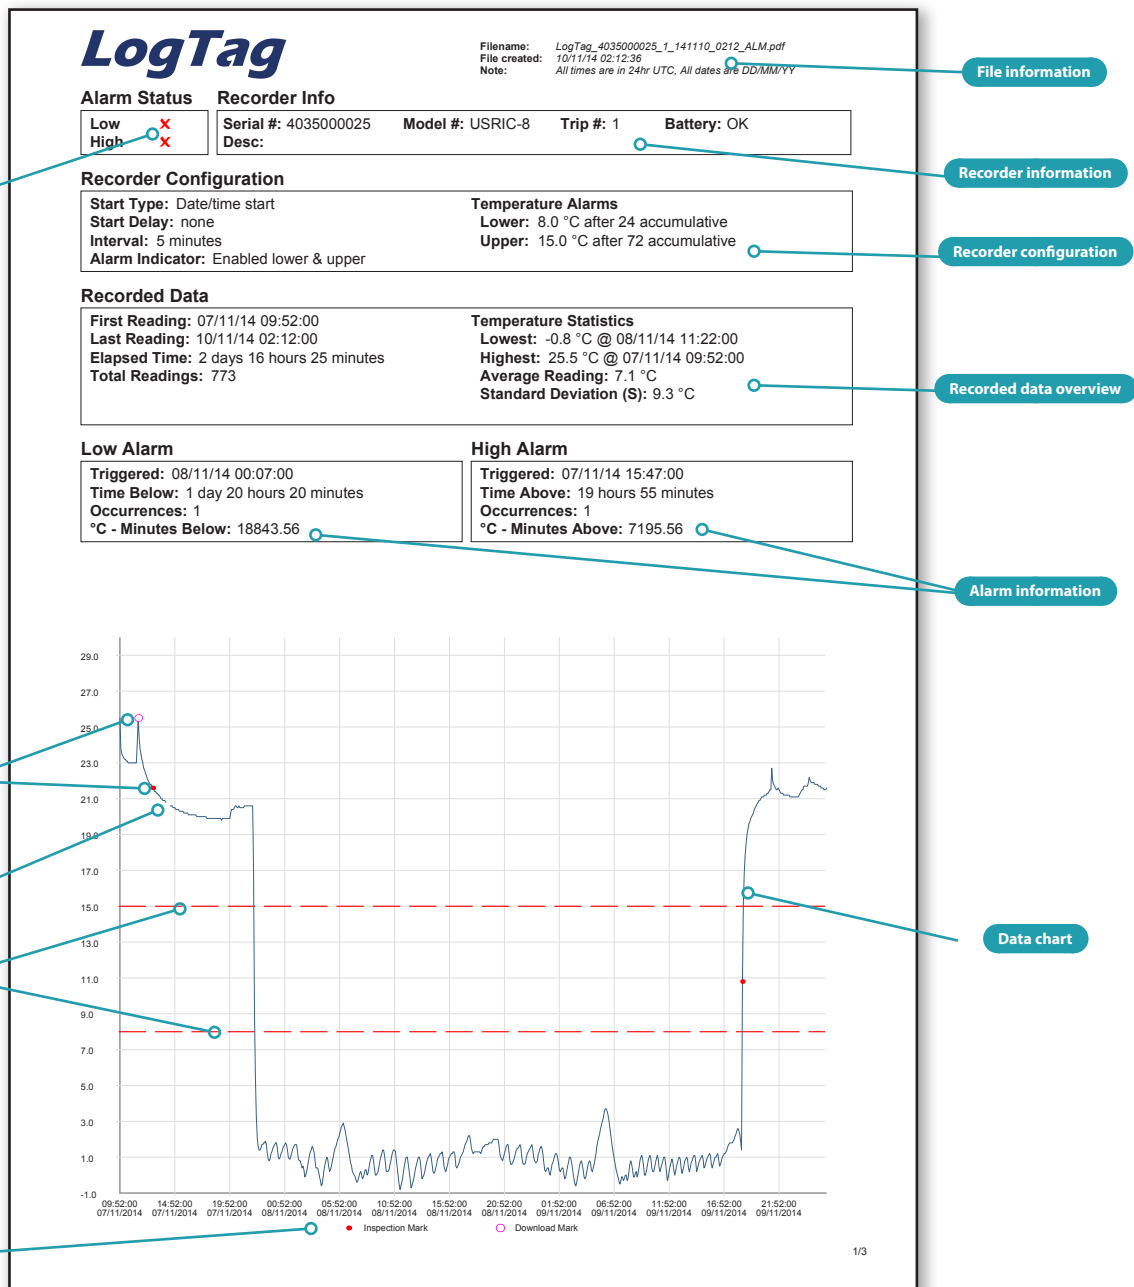 LogTag
Filename: LogTag_4035000025_1_141110_0212_ALM.pdf
File created: 10/11/14 02:12:36
Note: All times are in 24hr UTC, All dates are DD/MM/YY
File information
Alarm Status
Low X
High X
Recorder Info
Serial #: 4035000025 Model #: USRIC-8 Trip #: 1 Battery: OK
Desc:
Recorder information
Recorder Configuration
Start Type: Date/time start
Start Delay: none
Interval: 5 minutes
Alarm Indicator: Enabled lower & upper
Temperature Alarms
Lower: 8.0 °C after 24 accumulative
Upper: 15.0 °C after 72 accumulative
Recorder configuration
Recorded Data
First Reading: 07/11/14 09:52:00
Last Reading: 10/11/14 02:12:00
Elapsed Time: 2 days 16 hours 25 minutes
Total Readings: 773
Temperature Statistics
Lowest: -0.8 °C @ 08/11/14 11:22:00
Highest: 25.5 °C @ 07/11/14 09:52:00
Average Reading: 7.1 °C
Standard Deviation (S): 9.3 °C
Recorded data overview
Low Alarm
Triggered: 08/11/14 00:07:00
Time Below: 1 day 20 hours 20 minutes
Occurrences: 1
°C - Minutes Below: 18843.56
High Alarm
Triggered: 07/11/14 15:47:00
Time Above: 19 hours 55 minutes
Occurrences: 1
°C - Minutes Above: 7195.56
Alarm information
29.0
27.0
25.0
23.0
21.0
19.0
17.0
15.0
13.0
11.0
9.0
7.0
5.0
3.0
1.0
-1.0
Data chart
09:52:00 14:52:00 19:52:00 00:52:00 05:52:00 10:52:00 15:52:00 20:52:00 01:52:00 06:52:00 11:52:00 16:52:00 21:52:00
07/11/2014 07/11/2014 07/11/2014 08/11/2014 08/11/2014 08/11/2014 08/11/2014 08/11/2014 09/11/2014 09/11/2014 09/11/2014 09/11/2014 09/11/2014
Inspection Mark Download Mark
1/3